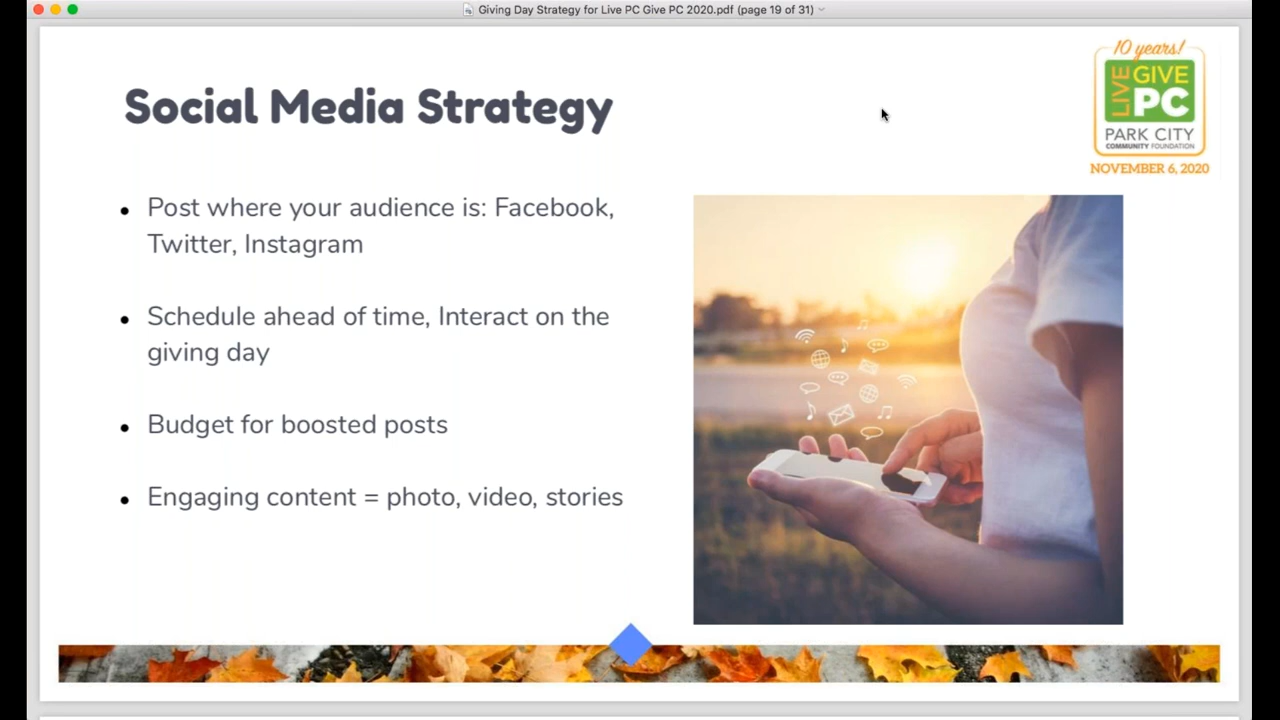 Giving Day Strategy for Live PC Give PC 2020.pdf (page 19 of 31)
10 years!
LIVE
GIVE
PC
PARK CITY
COMMUNITY FOUNDATION
NOVEMBER 6, 2020
Social Media Strategy
• Post where your audience is: Facebook,
Twitter, Instagram
• Schedule ahead of time, Interact on the
giving day
• Budget for boosted posts
• Engaging content = photo, video, stories